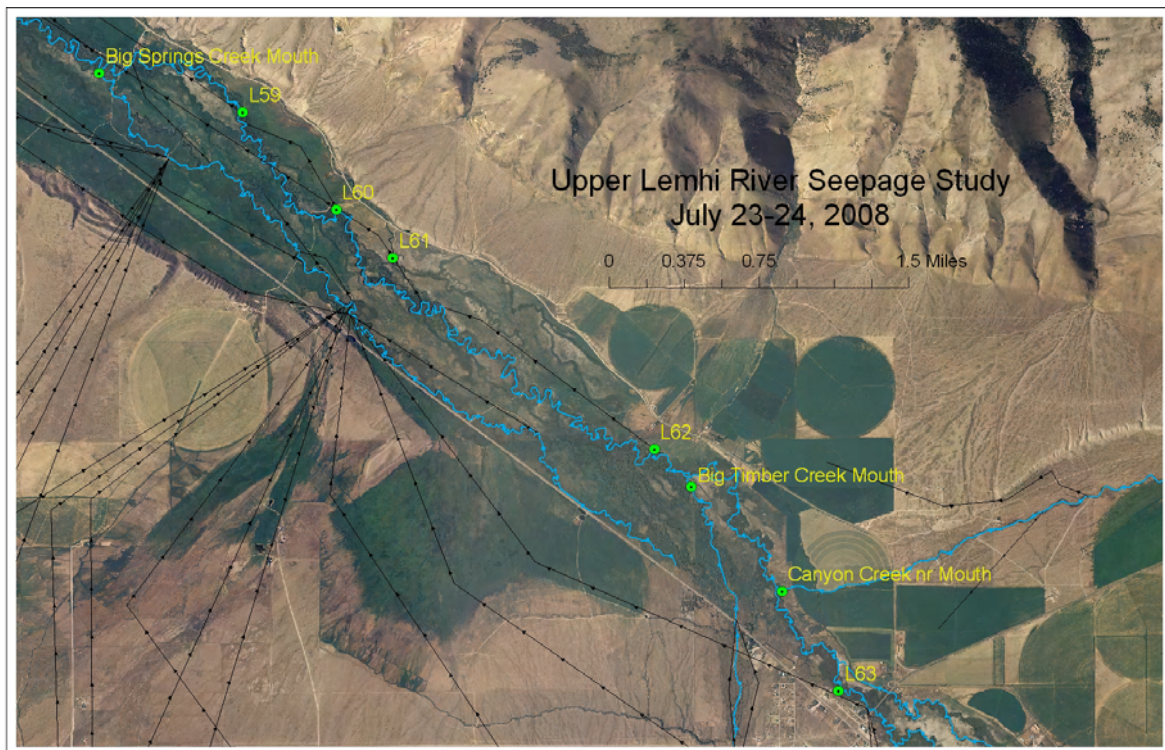 Big Springs Creek Mouth
L59
L60
Upper Lemhi River Seepage Study
July 23-24, 2008
L61
0 0.375 0.75 1.5 Miles
L62
Big Timber Creek Mouth
Canyon Creek nr Mouth
L63